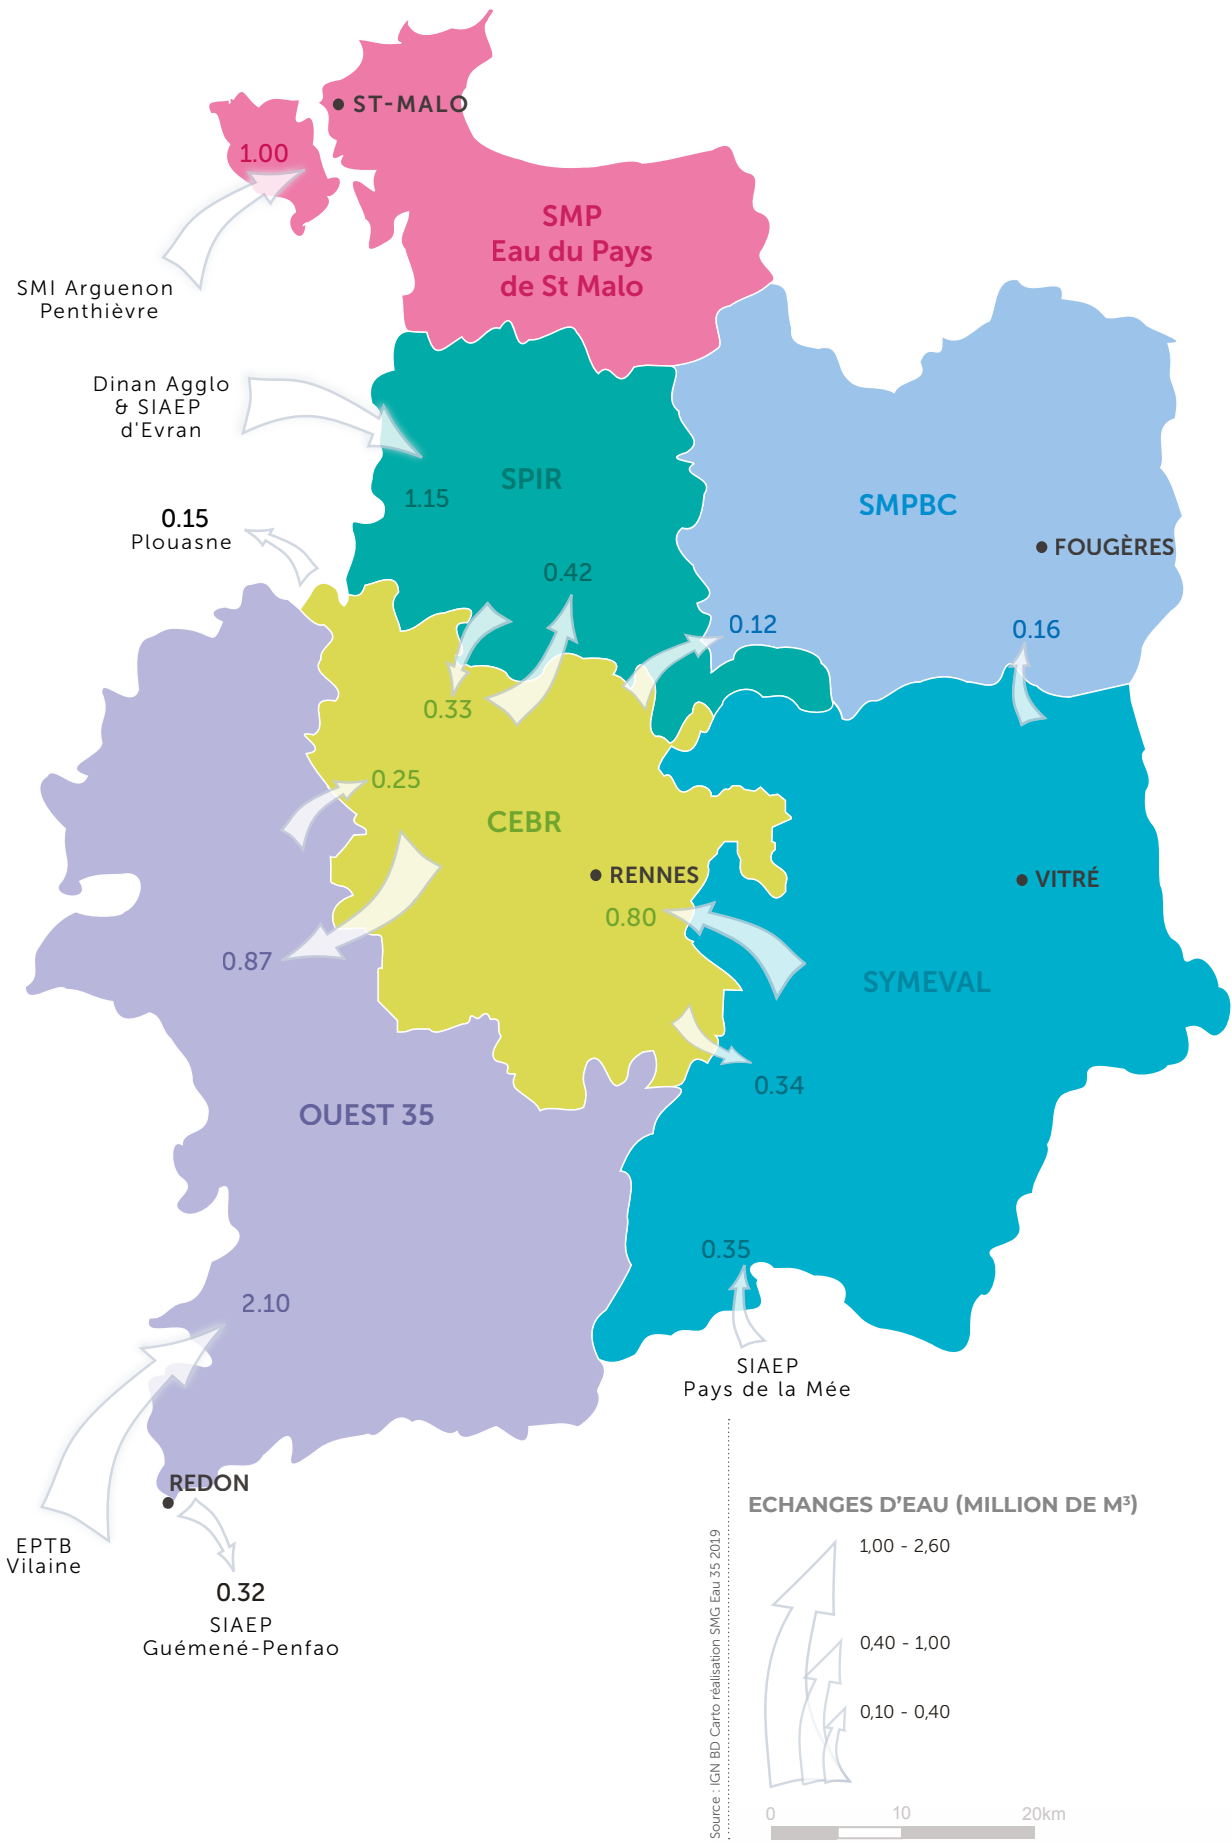 ST-MALO
1.00
SMP
Eau du Pays
de St Malo
SMI Arguenon
Penthièvre
Dinan Agglo
& SIAEP
d'Evran
SPIR
1.15
SMPBC
0.15
Plouasne
FOUGÈRES
0.42
0.12
0.16
0.33
0.25
CEBR
RENNES
VITRÉ
0.80
0.87
SYMEVAL
0.34
OUEST 35
0.35
2.10
SIAEP
Pays de la Mée
REDON
EPTB
Vilaine
0.32
SIAEP
Guémené-Penfao
ECHANGES D'EAU (MILLION DE M³)
1,00 - 2,60
0,40 - 1,00
0,10 - 0,40
Source : IGN BD Carto réalisation SMG Eau 35 2019
0 10 20km